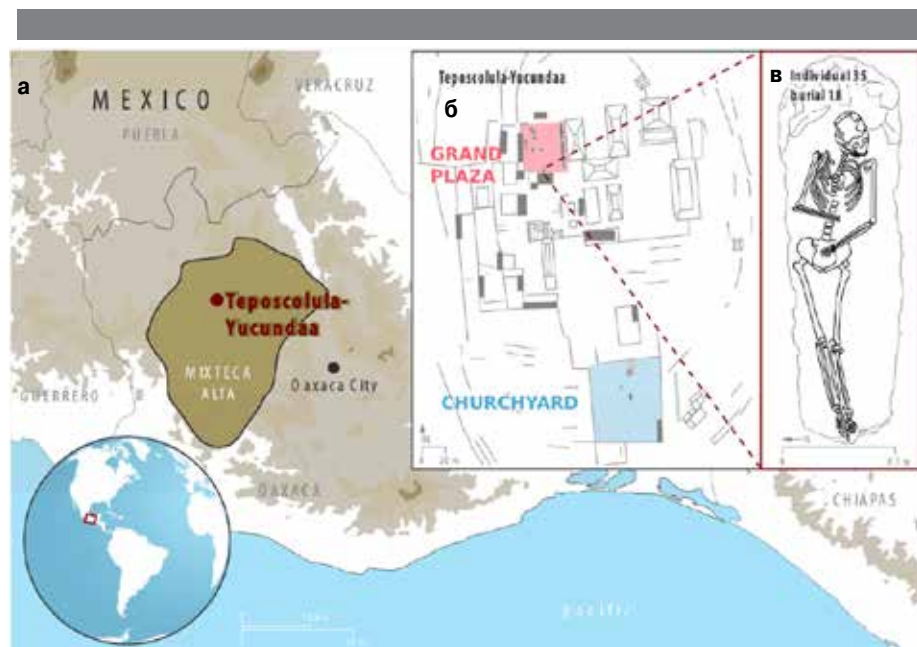 а
MEXICO
PUEBLA
VERACRUZ
Teposcolula-
Yucundaa
MIXTECA
ALTA
Oaxaca City
GUERRERO
OAXACA
CHIAPAS
pacific
Teposcolula-Yucundaa
б
GRAND
PLAZA
CHURCHYARD
в
Individual 35
burial 18